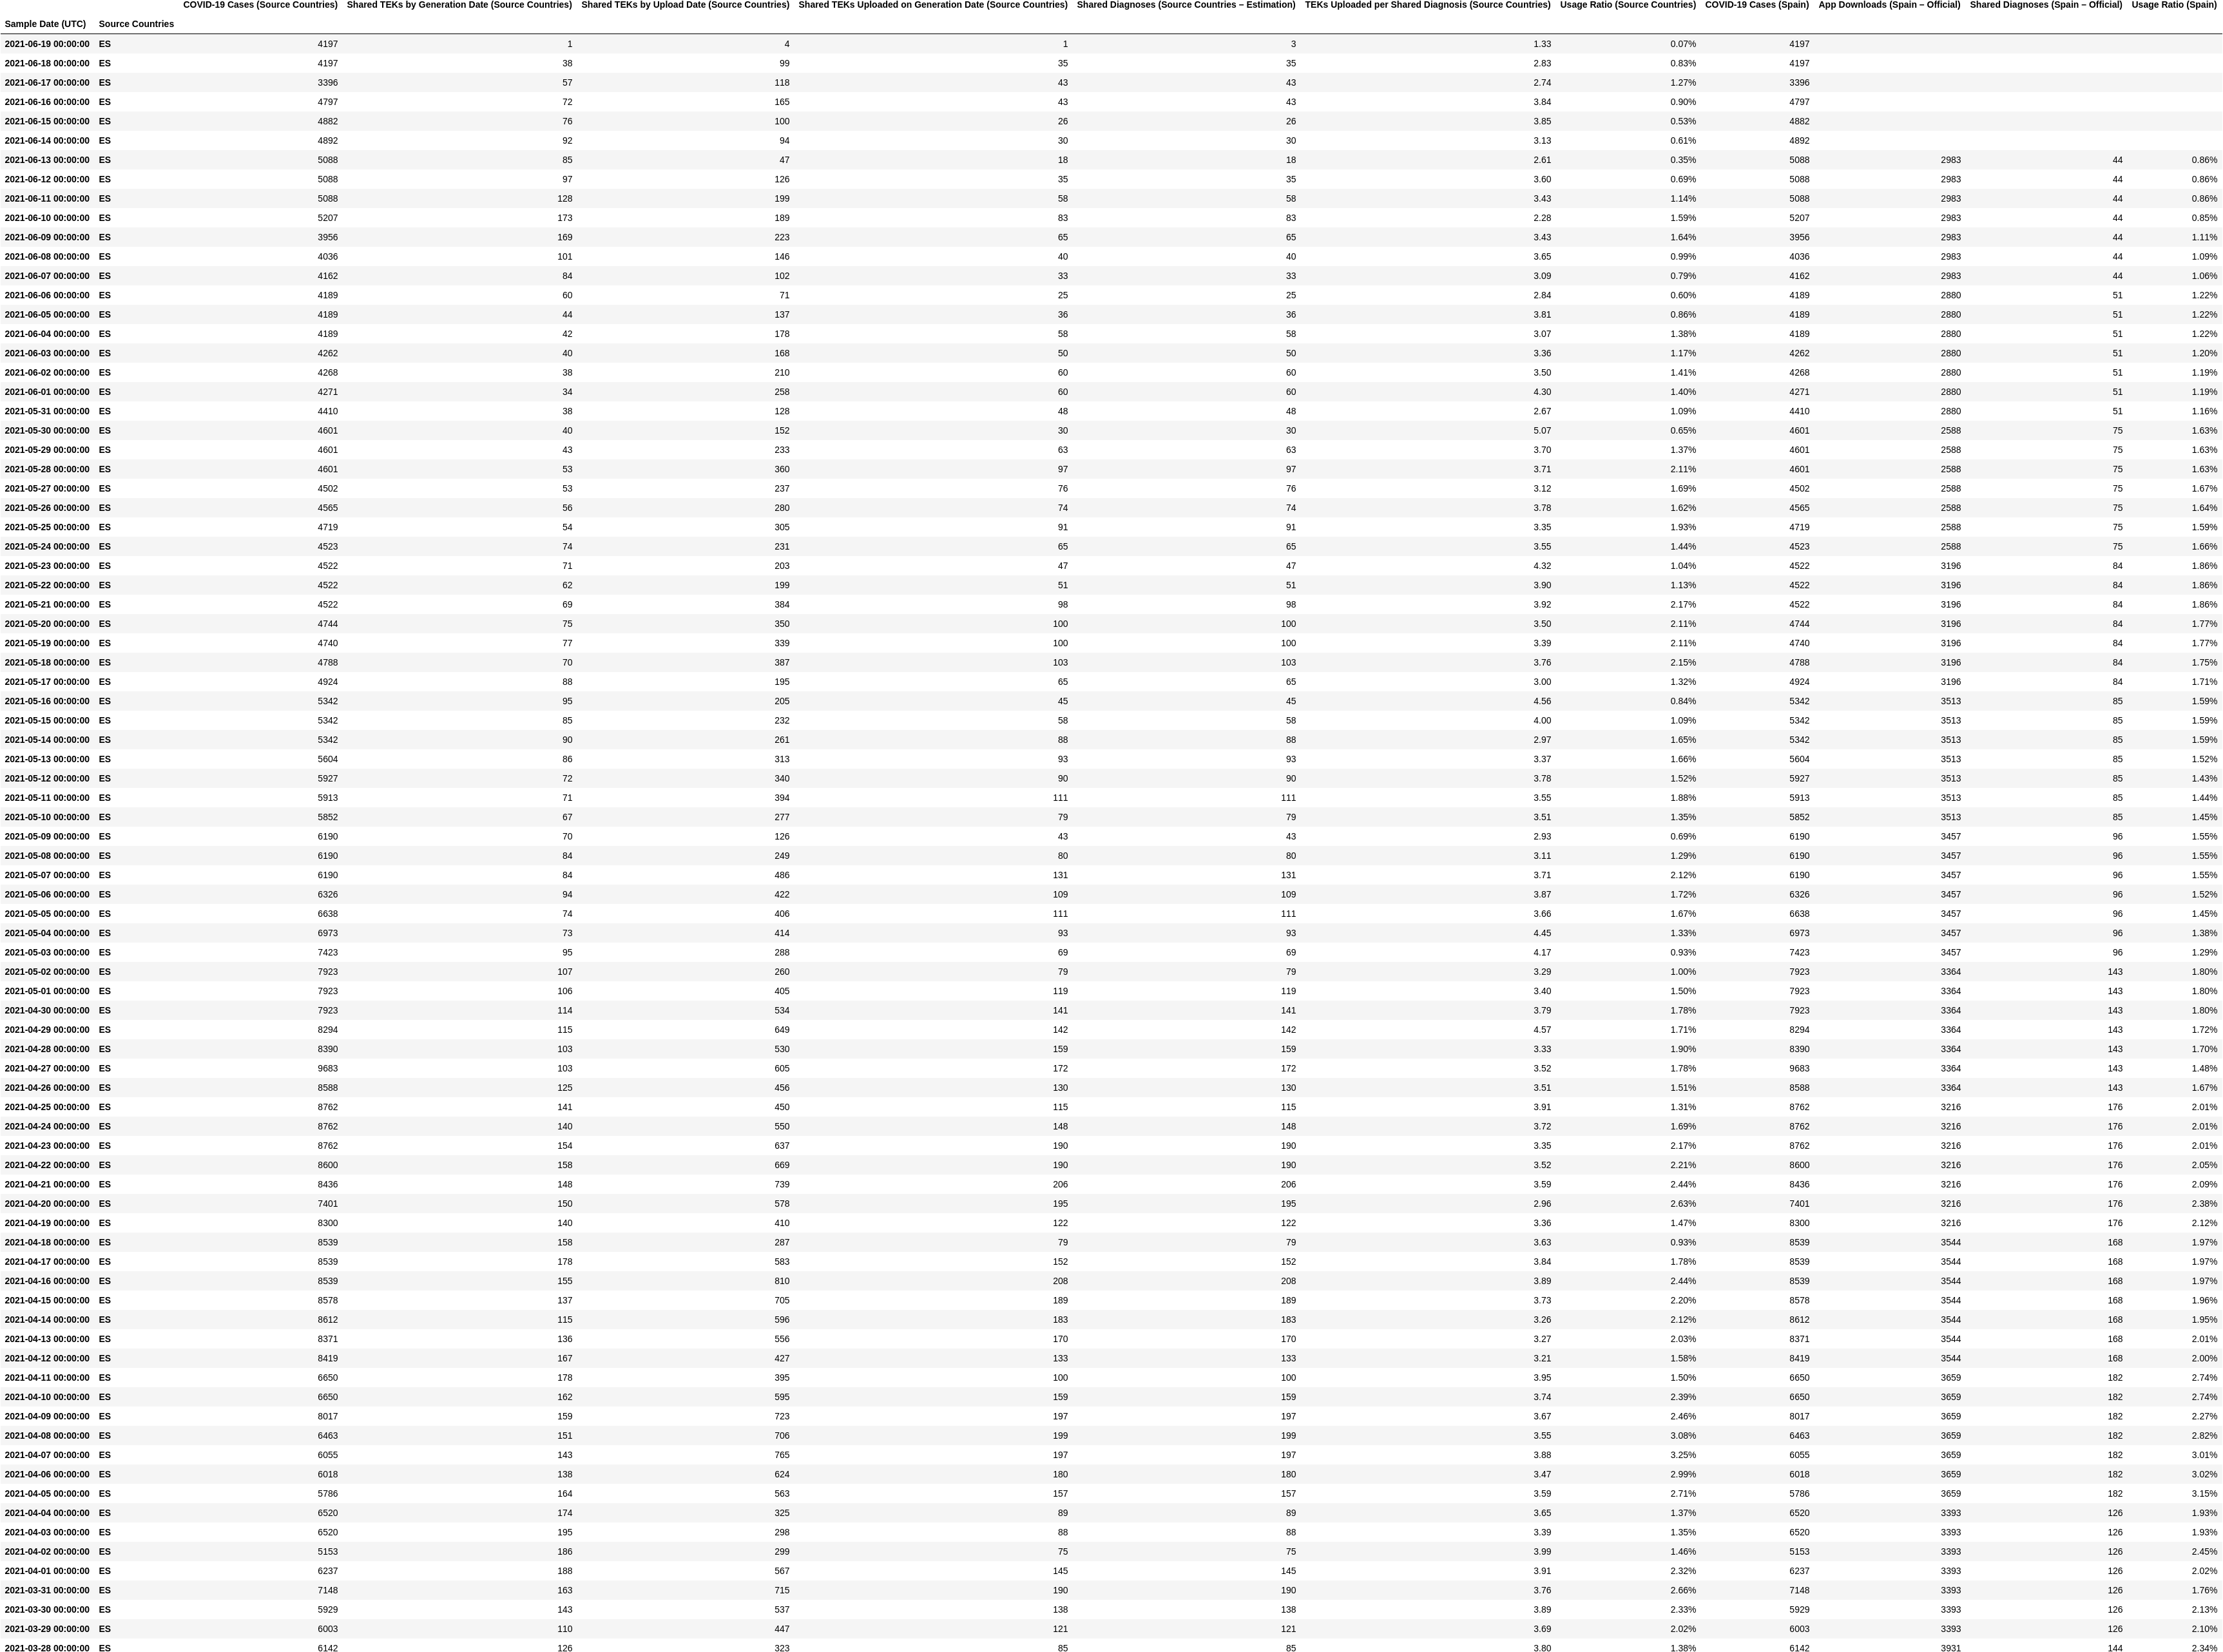 COVID-19 Cases (Source Countries) Shared TEKs by Generation Date (Source Countries) Shared TEKs by Upload Date (Source Countries) Shared TEKs Uploaded on Generation Date (Source Countries) Shared Diagnoses (Source Countries – Estimation) TEKs Uploaded per Shared Diagnosis (Source Countries) Usage Ratio (Source Countries) COVID-19 Cases (Spain) App Downloads (Spain – Official) Shared Diagnoses (Spain – Official) Usage Ratio (Spain)
Sample Date (UTC) Source Countries
2021-06-19 00:00:00 ES 4197 1 4 1 3 1.33 0.07% 4197
2021-06-18 00:00:00 ES 4197 38 99 35 35 2.83 0.83% 4197
2021-06-17 00:00:00 ES 3396 57 118 43 43 2.74 1.27% 3396
2021-06-16 00:00:00 ES 4797 72 165 43 43 3.84 0.90% 4797
2021-06-15 00:00:00 ES 4882 76 100 26 26 3.85 0.53% 4882
2021-06-14 00:00:00 ES 4892 92 94 30 30 3.13 0.61% 4892
2021-06-13 00:00:00 ES 5088 85 47 18 18 2.61 0.35% 5088 2983 44 0.86%
2021-06-12 00:00:00 ES 5088 97 126 35 35 3.60 0.69% 5088 2983 44 0.86%
2021-06-11 00:00:00 ES 5088 128 199 58 58 3.43 1.14% 5088 2983 44 0.86%
2021-06-10 00:00:00 ES 5207 173 189 83 83 2.28 1.59% 5207 2983 44 0.85%
2021-06-09 00:00:00 ES 3956 169 223 65 65 3.43 1.64% 3956 2983 44 1.11%
2021-06-08 00:00:00 ES 4036 101 146 40 40 3.65 0.99% 4036 2983 44 1.09%
2021-06-07 00:00:00 ES 4162 84 102 33 33 3.09 0.79% 4162 2983 44 1.06%
2021-06-06 00:00:00 ES 4189 60 71 25 25 2.84 0.60% 4189 2880 51 1.22%
2021-06-05 00:00:00 ES 4189 44 137 36 36 3.81 0.86% 4189 2880 51 1.22%
2021-06-04 00:00:00 ES 4189 42 178 58 58 3.07 1.38% 4189 2880 51 1.22%
2021-06-03 00:00:00 ES 4262 40 168 50 50 3.36 1.17% 4262 2880 51 1.20%
2021-06-02 00:00:00 ES 4268 38 210 60 60 3.50 1.41% 4268 2880 51 1.19%
2021-06-01 00:00:00 ES 4271 34 258 60 60 4.30 1.40% 4271 2880 51 1.19%
2021-05-31 00:00:00 ES 4410 38 128 48 48 2.67 1.09% 4410 2880 51 1.16%
2021-05-30 00:00:00 ES 4601 40 152 30 30 5.07 0.65% 4601 2588 75 1.63%
2021-05-29 00:00:00 ES 4601 43 233 63 63 3.70 1.37% 4601 2588 75 1.63%
2021-05-28 00:00:00 ES 4601 53 360 97 97 3.71 2.11% 4601 2588 75 1.63%
2021-05-27 00:00:00 ES 4502 53 237 76 76 3.12 1.69% 4502 2588 75 1.67%
2021-05-26 00:00:00 ES 4565 56 280 74 74 3.78 1.62% 4565 2588 75 1.64%
2021-05-25 00:00:00 ES 4719 54 305 91 91 3.35 1.93% 4719 2588 75 1.59%
2021-05-24 00:00:00 ES 4523 74 231 65 65 3.55 1.44% 4523 2588 75 1.66%
2021-05-23 00:00:00 ES 4522 71 203 47 47 4.32 1.04% 4522 3196 84 1.86%
2021-05-22 00:00:00 ES 4522 62 199 51 51 3.90 1.13% 4522 3196 84 1.86%
2021-05-21 00:00:00 ES 4522 69 384 98 98 3.92 2.17% 4522 3196 84 1.86%
2021-05-20 00:00:00 ES 4744 75 350 100 100 3.50 2.11% 4744 3196 84 1.77%
2021-05-19 00:00:00 ES 4740 77 339 100 100 3.39 2.11% 4740 3196 84 1.77%
2021-05-18 00:00:00 ES 4788 70 387 103 103 3.76 2.15% 4788 3196 84 1.75%
2021-05-17 00:00:00 ES 4924 88 195 65 65 3.00 1.32% 4924 3196 84 1.71%
2021-05-16 00:00:00 ES 5342 95 205 45 45 4.56 0.84% 5342 3513 85 1.59%
2021-05-15 00:00:00 ES 5342 85 232 58 58 4.00 1.09% 5342 3513 85 1.59%
2021-05-14 00:00:00 ES 5342 90 261 88 88 2.97 1.65% 5342 3513 85 1.59%
2021-05-13 00:00:00 ES 5604 86 313 93 93 3.37 1.66% 5604 3513 85 1.52%
2021-05-12 00:00:00 ES 5927 72 340 90 90 3.78 1.52% 5927 3513 85 1.43%
2021-05-11 00:00:00 ES 5913 71 394 111 111 3.55 1.88% 5913 3513 85 1.44%
2021-05-10 00:00:00 ES 5852 67 277 79 79 3.51 1.35% 5852 3513 85 1.45%
2021-05-09 00:00:00 ES 6190 70 126 43 43 2.93 0.69% 6190 3457 96 1.55%
2021-05-08 00:00:00 ES 6190 84 249 80 80 3.11 1.29% 6190 3457 96 1.55%
2021-05-07 00:00:00 ES 6190 84 486 131 131 3.71 2.12% 6190 3457 96 1.55%
2021-05-06 00:00:00 ES 6326 94 422 109 109 3.87 1.72% 6326 3457 96 1.52%
2021-05-05 00:00:00 ES 6638 74 406 111 111 3.66 1.67% 6638 3457 96 1.45%
2021-05-04 00:00:00 ES 6973 73 414 93 93 4.45 1.33% 6973 3457 96 1.38%
2021-05-03 00:00:00 ES 7423 95 288 69 69 4.17 0.93% 7423 3457 96 1.29%
2021-05-02 00:00:00 ES 7923 107 260 79 79 3.29 1.00% 7923 3364 143 1.80%
2021-05-01 00:00:00 ES 7923 106 405 119 119 3.40 1.50% 7923 3364 143 1.80%
2021-04-30 00:00:00 ES 7923 114 534 141 141 3.79 1.78% 7923 3364 143 1.80%
2021-04-29 00:00:00 ES 8294 115 649 142 142 4.57 1.71% 8294 3364 143 1.72%
2021-04-28 00:00:00 ES 8390 103 530 159 159 3.33 1.90% 8390 3364 143 1.70%
2021-04-27 00:00:00 ES 9683 103 605 172 172 3.52 1.78% 9683 3364 143 1.48%
2021-04-26 00:00:00 ES 8588 125 456 130 130 3.51 1.51% 8588 3364 143 1.67%
2021-04-25 00:00:00 ES 8762 141 450 115 115 3.91 1.31% 8762 3216 176 2.01%
2021-04-24 00:00:00 ES 8762 140 550 148 148 3.72 1.69% 8762 3216 176 2.01%
2021-04-23 00:00:00 ES 8762 154 637 190 190 3.35 2.17% 8762 3216 176 2.01%
2021-04-22 00:00:00 ES 8600 158 669 190 190 3.52 2.21% 8600 3216 176 2.05%
2021-04-21 00:00:00 ES 8436 148 739 206 206 3.59 2.44% 8436 3216 176 2.09%
2021-04-20 00:00:00 ES 7401 150 578 195 195 2.96 2.63% 7401 3216 176 2.38%
2021-04-19 00:00:00 ES 8300 140 410 122 122 3.36 1.47% 8300 3216 176 2.12%
2021-04-18 00:00:00 ES 8539 158 287 79 79 3.63 0.93% 8539 3544 168 1.97%
2021-04-17 00:00:00 ES 8539 178 583 152 152 3.84 1.78% 8539 3544 168 1.97%
2021-04-16 00:00:00 ES 8539 155 810 208 208 3.89 2.44% 8539 3544 168 1.97%
2021-04-15 00:00:00 ES 8578 137 705 189 189 3.73 2.20% 8578 3544 168 1.96%
2021-04-14 00:00:00 ES 8612 115 596 183 183 3.26 2.12% 8612 3544 168 1.95%
2021-04-13 00:00:00 ES 8371 136 556 170 170 3.27 2.03% 8371 3544 168 2.01%
2021-04-12 00:00:00 ES 8419 167 427 133 133 3.21 1.58% 8419 3544 168 2.00%
2021-04-11 00:00:00 ES 6650 178 395 100 100 3.95 1.50% 6650 3659 182 2.74%
2021-04-10 00:00:00 ES 6650 162 595 159 159 3.74 2.39% 6650 3659 182 2.74%
2021-04-09 00:00:00 ES 8017 159 723 197 197 3.67 2.46% 8017 3659 182 2.27%
2021-04-08 00:00:00 ES 6463 151 706 199 199 3.55 3.08% 6463 3659 182 2.82%
2021-04-07 00:00:00 ES 6055 143 765 197 197 3.88 3.25% 6055 3659 182 3.01%
2021-04-06 00:00:00 ES 6018 138 624 180 180 3.47 2.99% 6018 3659 182 3.02%
2021-04-05 00:00:00 ES 5786 164 563 157 157 3.59 2.71% 5786 3659 182 3.15%
2021-04-04 00:00:00 ES 6520 174 325 89 89 3.65 1.37% 6520 3393 126 1.93%
2021-04-03 00:00:00 ES 6520 195 298 88 88 3.39 1.35% 6520 3393 126 1.93%
2021-04-02 00:00:00 ES 5153 186 299 75 75 3.99 1.46% 5153 3393 126 2.45%
2021-04-01 00:00:00 ES 6237 188 567 145 145 3.91 2.32% 6237 3393 126 2.02%
2021-03-31 00:00:00 ES 7148 163 715 190 190 3.76 2.66% 7148 3393 126 1.76%
2021-03-30 00:00:00 ES 5929 143 537 138 138 3.89 2.33% 5929 3393 126 2.13%
2021-03-29 00:00:00 ES 6003 110 447 121 121 3.69 2.02% 6003 3393 126 2.10%
2021-03-28 00:00:00 ES 6142 126 323 85 85 3.80 1.38% 6142 3931 144 2.34%